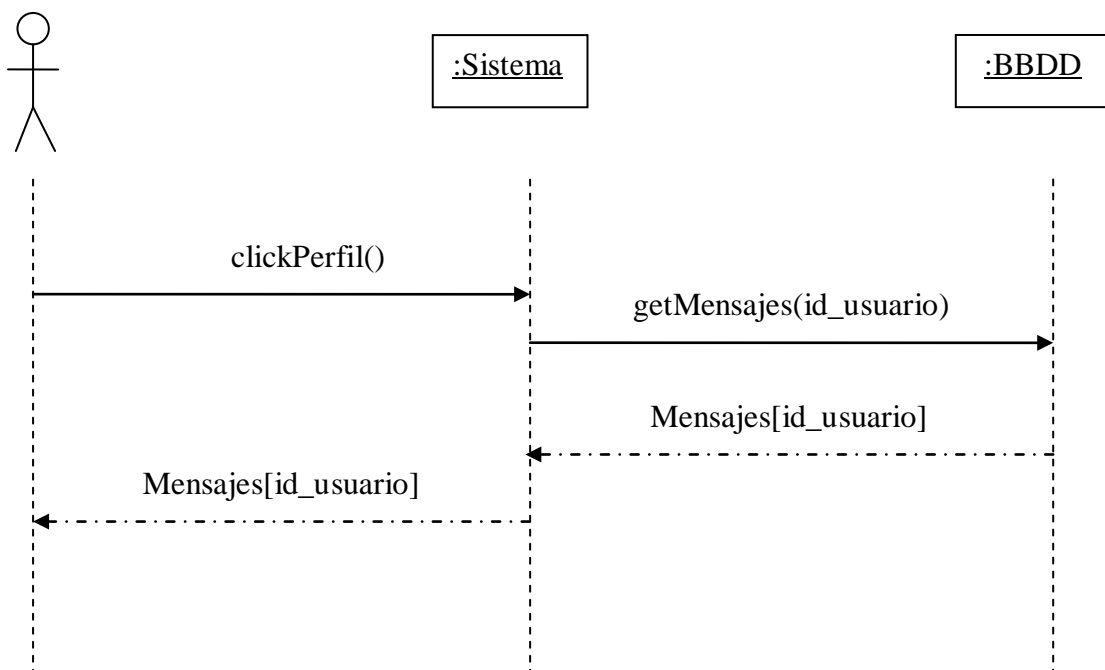 :Sistema
:BBDD
clickPerfil()
getMensajes(id_usuario)
Mensajes[id_usuario]
Mensajes[id_usuario]